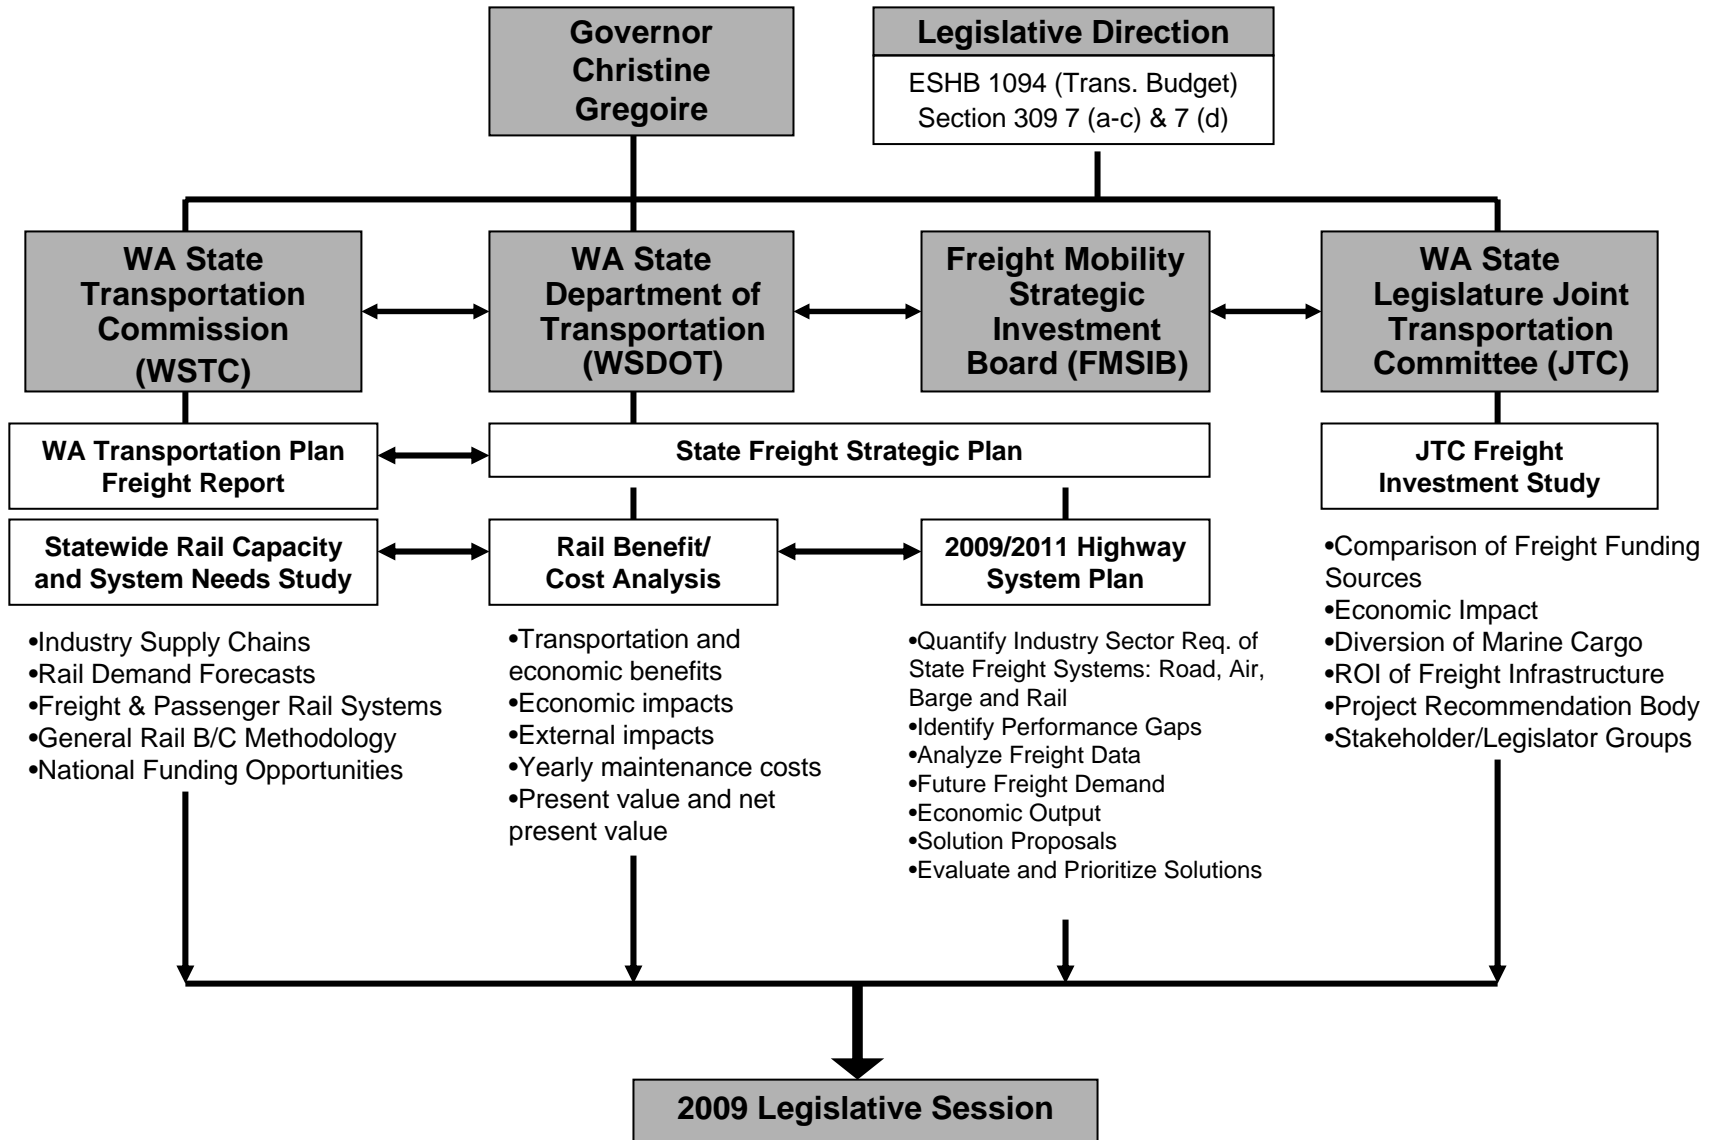 Governor
Christine
Gregoire
Legislative Direction
ESHB 1094 (Trans. Budget)
Section 309 7 (a-c) & 7 (d)
WA State
Transportation
Commission
(WSTC)
WA State
Department of
Transportation
(WSDOT)
Freight Mobility
Strategic
Investment
Board (FMSIB)
WA State
Legislature Joint
Transportation
Committee (JTC)
WA Transportation Plan
Freight Report
State Freight Strategic Plan
JTC Freight
Investment Study
Statewide Rail Capacity
and System Needs Study
Rail Benefit/
Cost Analysis
2009/2011 Highway
System Plan
•Industry Supply Chains
•Rail Demand Forecasts
•Freight & Passenger Rail Systems
•General Rail B/C Methodology
•National Funding Opportunities
•Transportation and
economic benefits
•Economic impacts
•External impacts
•Yearly maintenance costs
•Present value and net
present value
•Quantify Industry Sector Req. of
State Freight Systems: Road, Air,
Barge and Rail
•Identify Performance Gaps
•Analyze Freight Data
•Future Freight Demand
•Economic Output
•Solution Proposals
•Evaluate and Prioritize Solutions
•Comparison of Freight Funding
Sources
•Economic Impact
•Diversion of Marine Cargo
•ROI of Freight Infrastructure
•Project Recommendation Body
•Stakeholder/Legislator Groups
2009 Legislative Session